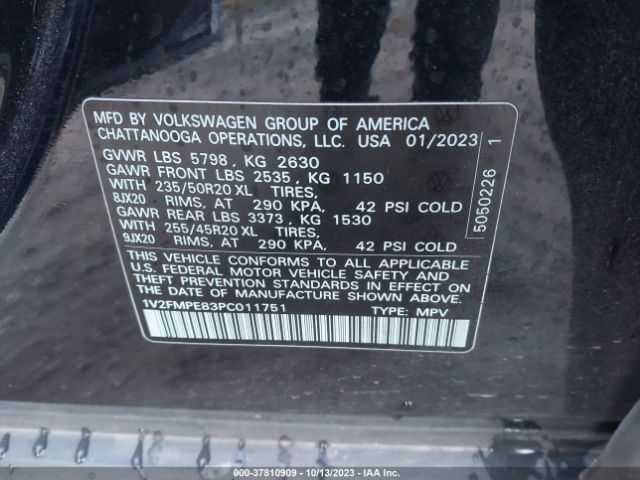 MFD BY VOLKSWAGEN GROUP OF AMERICA
CHATTANOOGA OPERATIONS, LLC. USA 01/2023
GVWR LBS 5798, KG 2630
GAWR FRONT LBS 2535, KG 1150
WITH 235/50R20 XL TIRES,
8JX20 RIMS, AT 290 KPA, 42 PSI COLD
GAWR REAR LBS 3373, KG 1530
WITH 255/45R20 XL TIRES,
9JX20 RIMS, AT 290 KPA, 42 PSI COLD
THIS VEHICLE CONFORMS TO ALL APPLICABLE
U.S. FEDERAL MOTOR VEHICLE SAFETY AND
THEFT PREVENTION STANDARDS IN EFFECT ON
THE DATE OF MANUFACTURE SHOWN ABOVE.
1V2FMPE83PC011751 TYPE: MPV
5050226 1
000-37810909 - 10/13/2023 - IAA Inc.